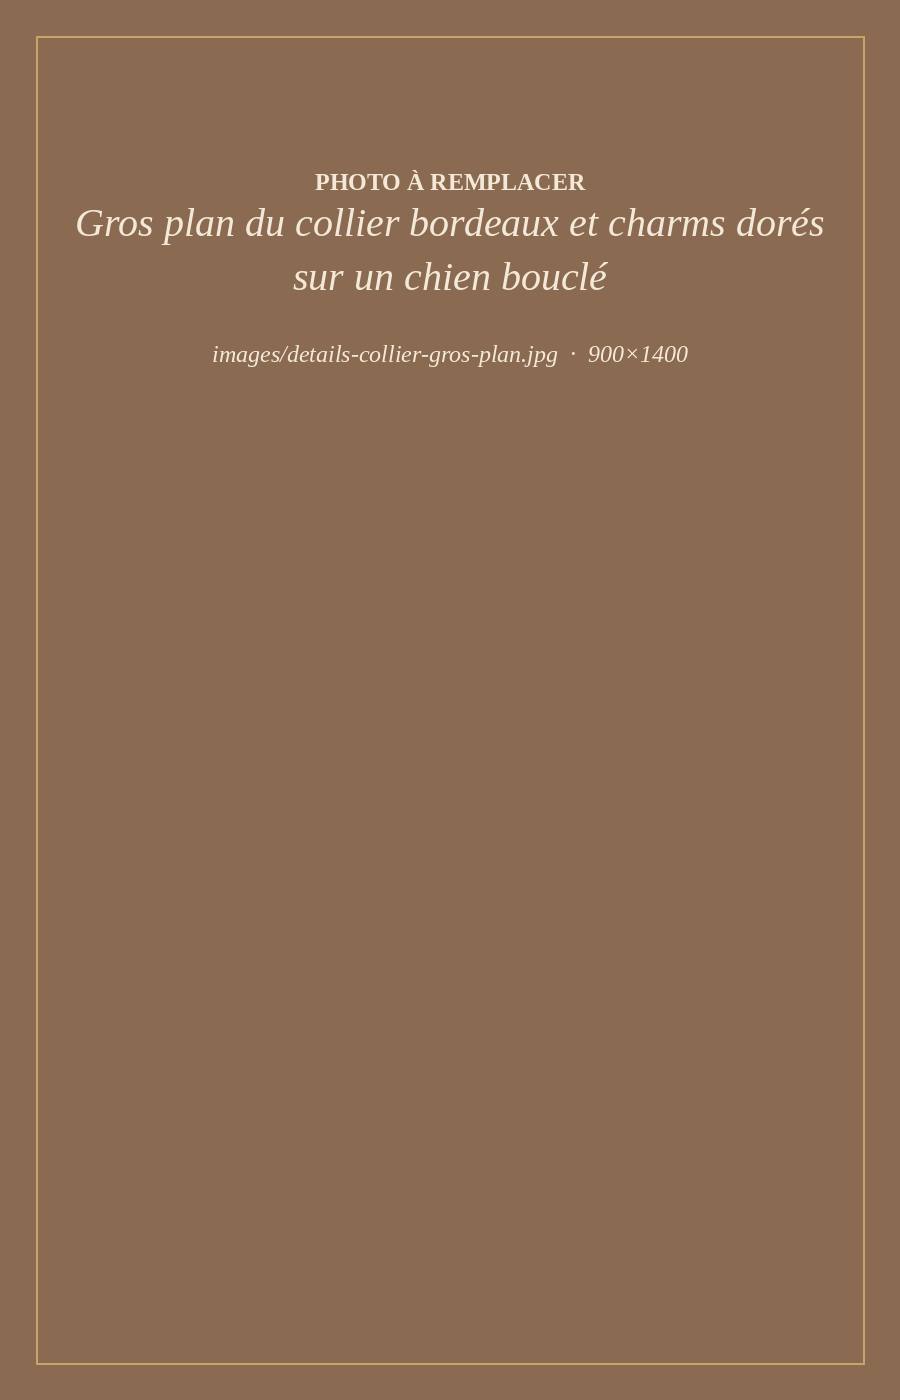 PHOTO À REMPLACER
Gros plan du collier bordeaux et charms dorés
sur un chien bouclé
images/details-collier-gros-plan.jpg · 900×1400